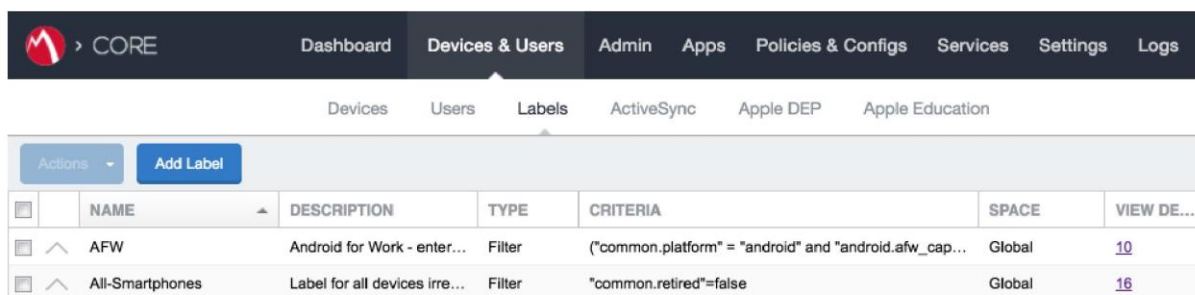 > CORE Dashboard Devices & Users Admin Apps Policies & Configs Services Settings Logs
Devices Users Labels ActiveSync Apple DEP Apple Education
Actions Add Label
NAME DESCRIPTION TYPE CRITERIA SPACE VIEW DE...
AFW Android for Work - enter... Filter ("common.platform" = "android" and "android.afw_cap... Global 10
All-Smartphones Label for all devices irre... Filter "common.retired"=false Global 16